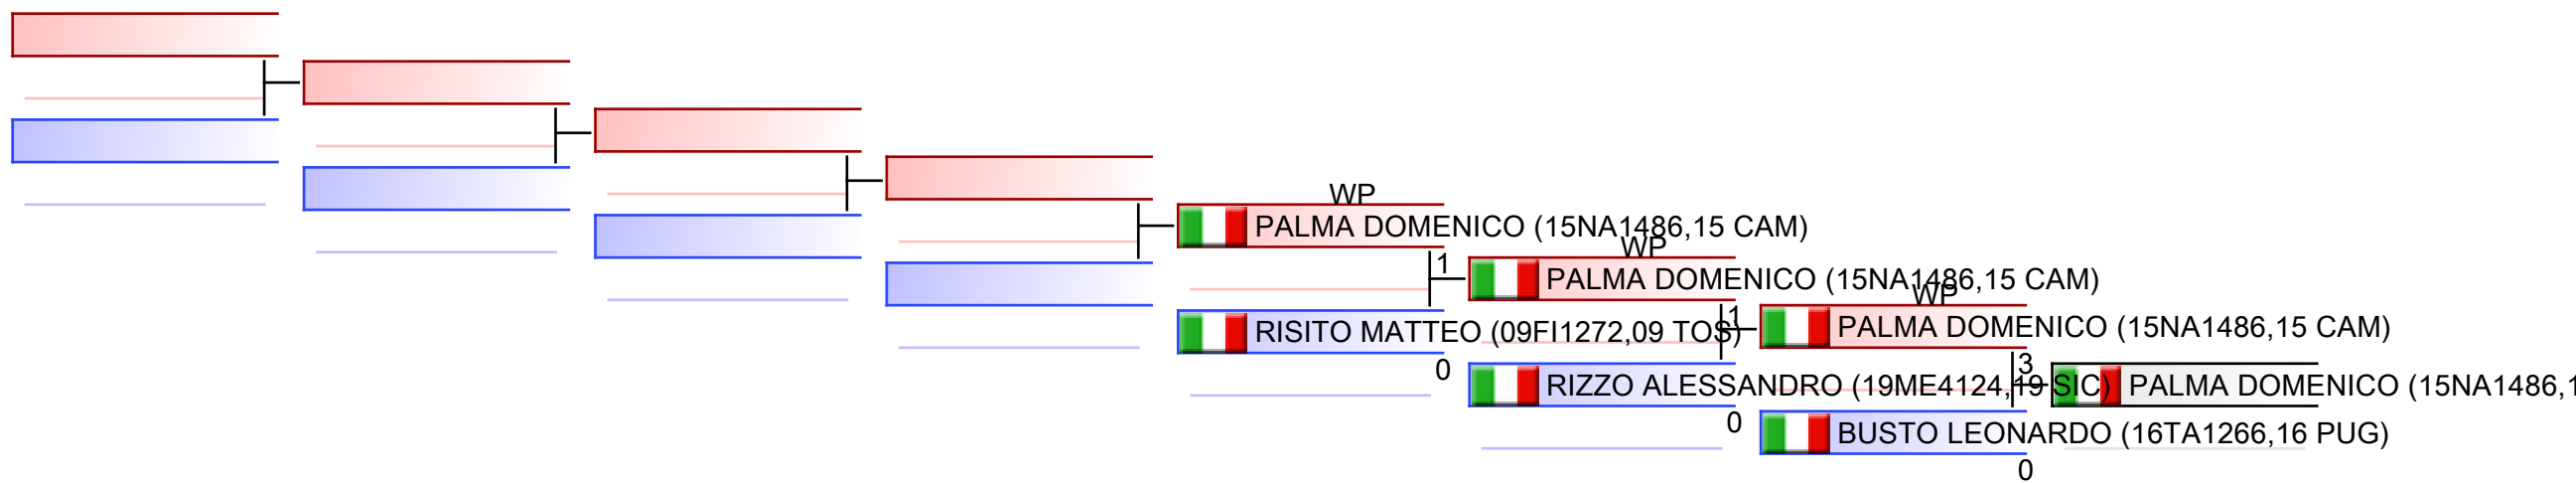 WP
PALMA DOMENICO (15NA1486,15 CAM)
WP
1
PALMA DOMENICO (15NA1486,15 CAM)
WP
RISITO MATTEO (09FI1272,09 TOS)
1
PALMA DOMENICO (15NA1486,15 CAM)
0
3
RIZZO ALESSANDRO (19ME4124,19 SIC)
PALMA DOMENICO (15NA1486,1
0
BUSTO LEONARDO (16TA1266,16 PUG)
0